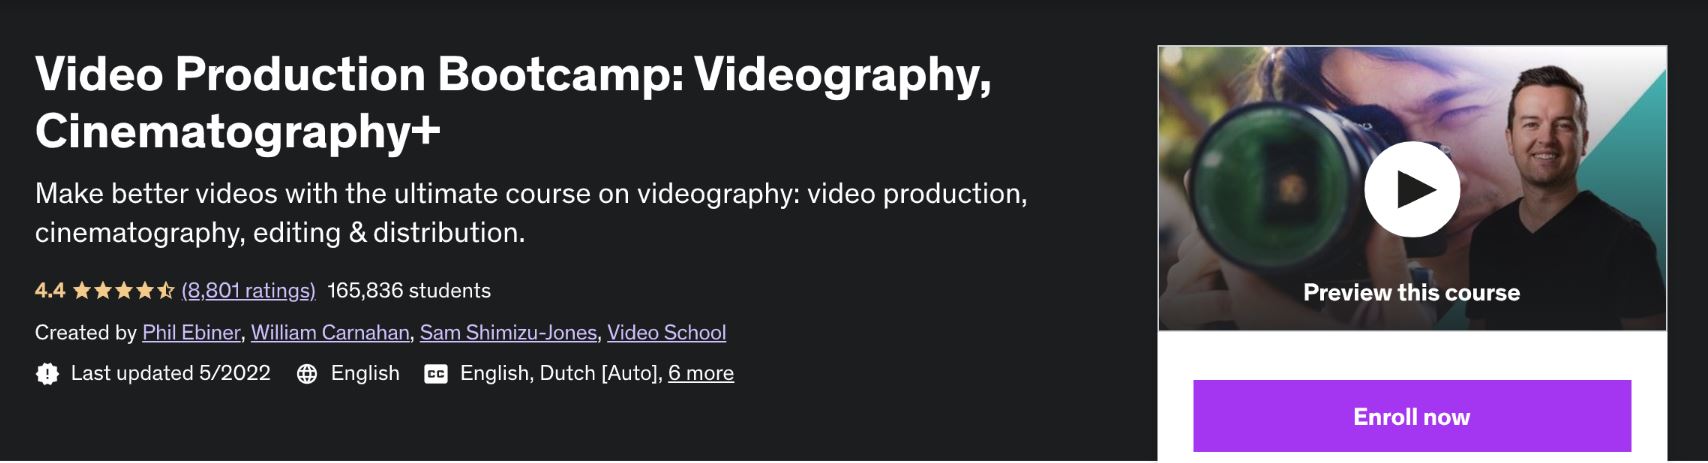 Video Production Bootcamp: Videography,
Cinematography+
Make better videos with the ultimate course on videography: video production,
cinematography, editing & distribution.
4.4 (8,801 ratings) 165,836 students
Created by Phil Ebiner, William Carnahan, Sam Shimizu-Jones, Video School
Last updated 5/2022 English CC English, Dutch [Auto], 6 more
Preview this course
Enroll now